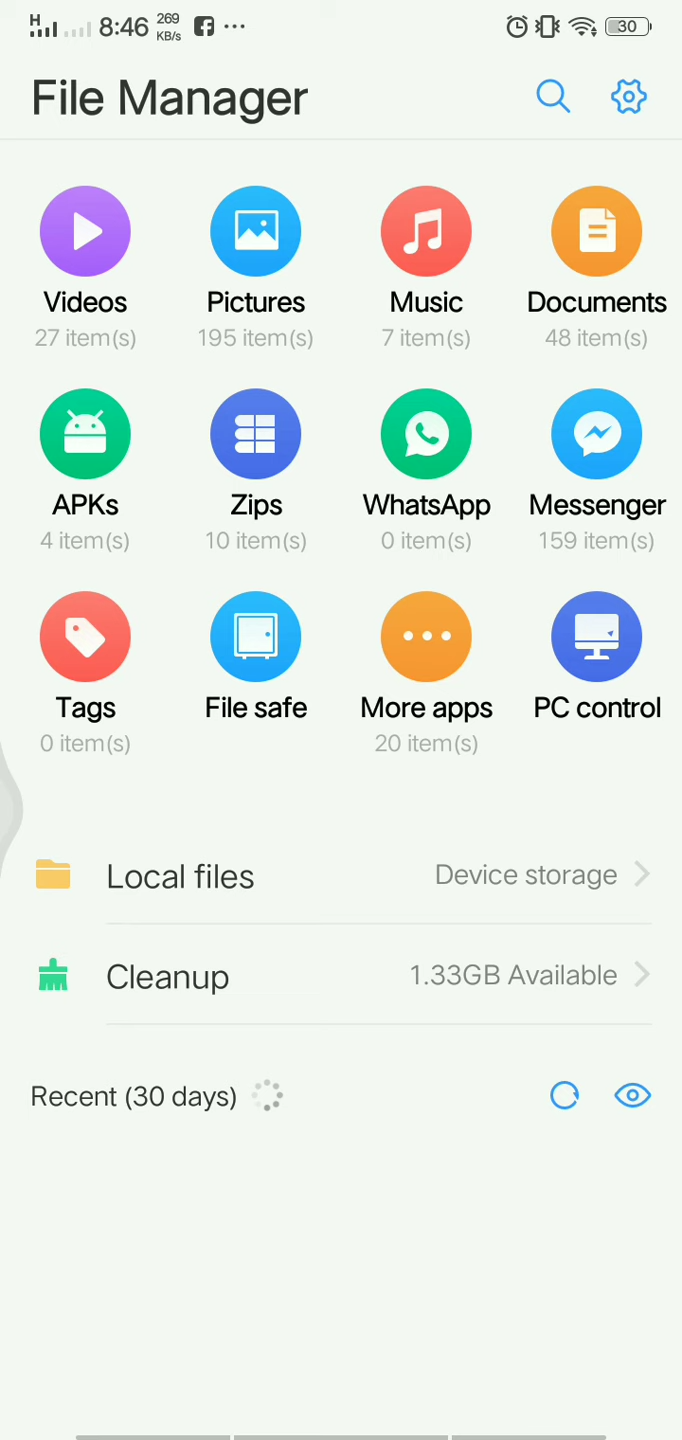 H 8:46 269 KB/s 30
File Manager
Videos Pictures Music Documents
27 item(s) 195 item(s) 7 item(s) 48 item(s)
APKs Zips WhatsApp Messenger
4 item(s) 10 item(s) 0 item(s) 159 item(s)
Tags File safe More apps PC control
0 item(s) 20 item(s)
Local files Device storage
Cleanup 1.33GB Available
Recent (30 days)